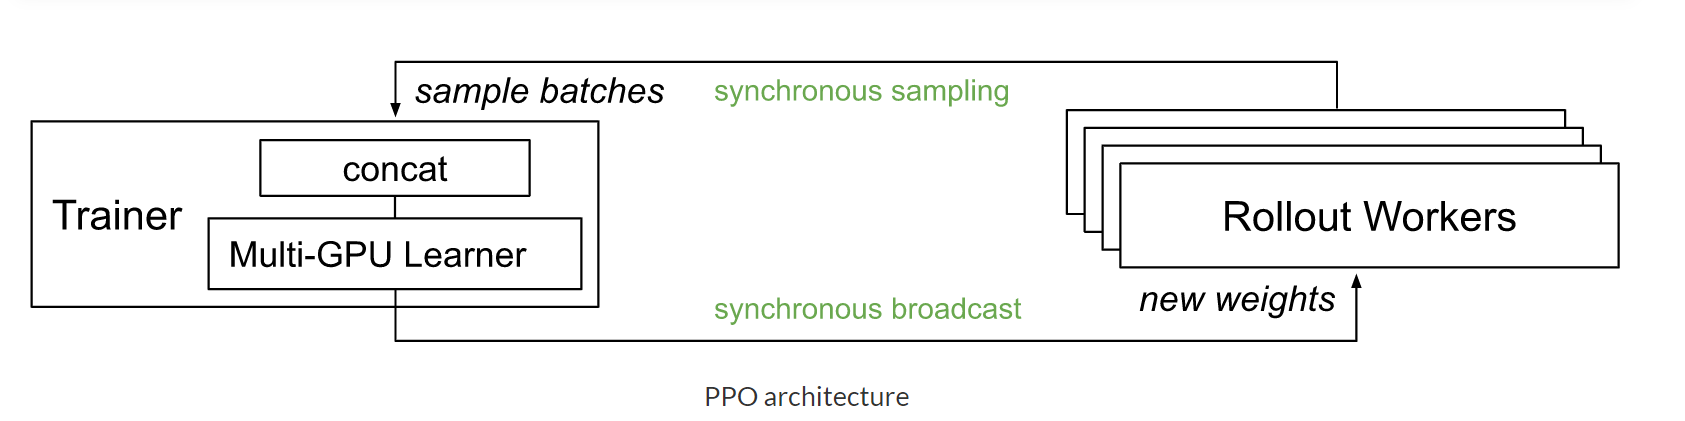 sample batches
synchronous sampling
concat
Trainer
Multi-GPU Learner
Rollout Workers
synchronous broadcast
new weights
PPO architecture